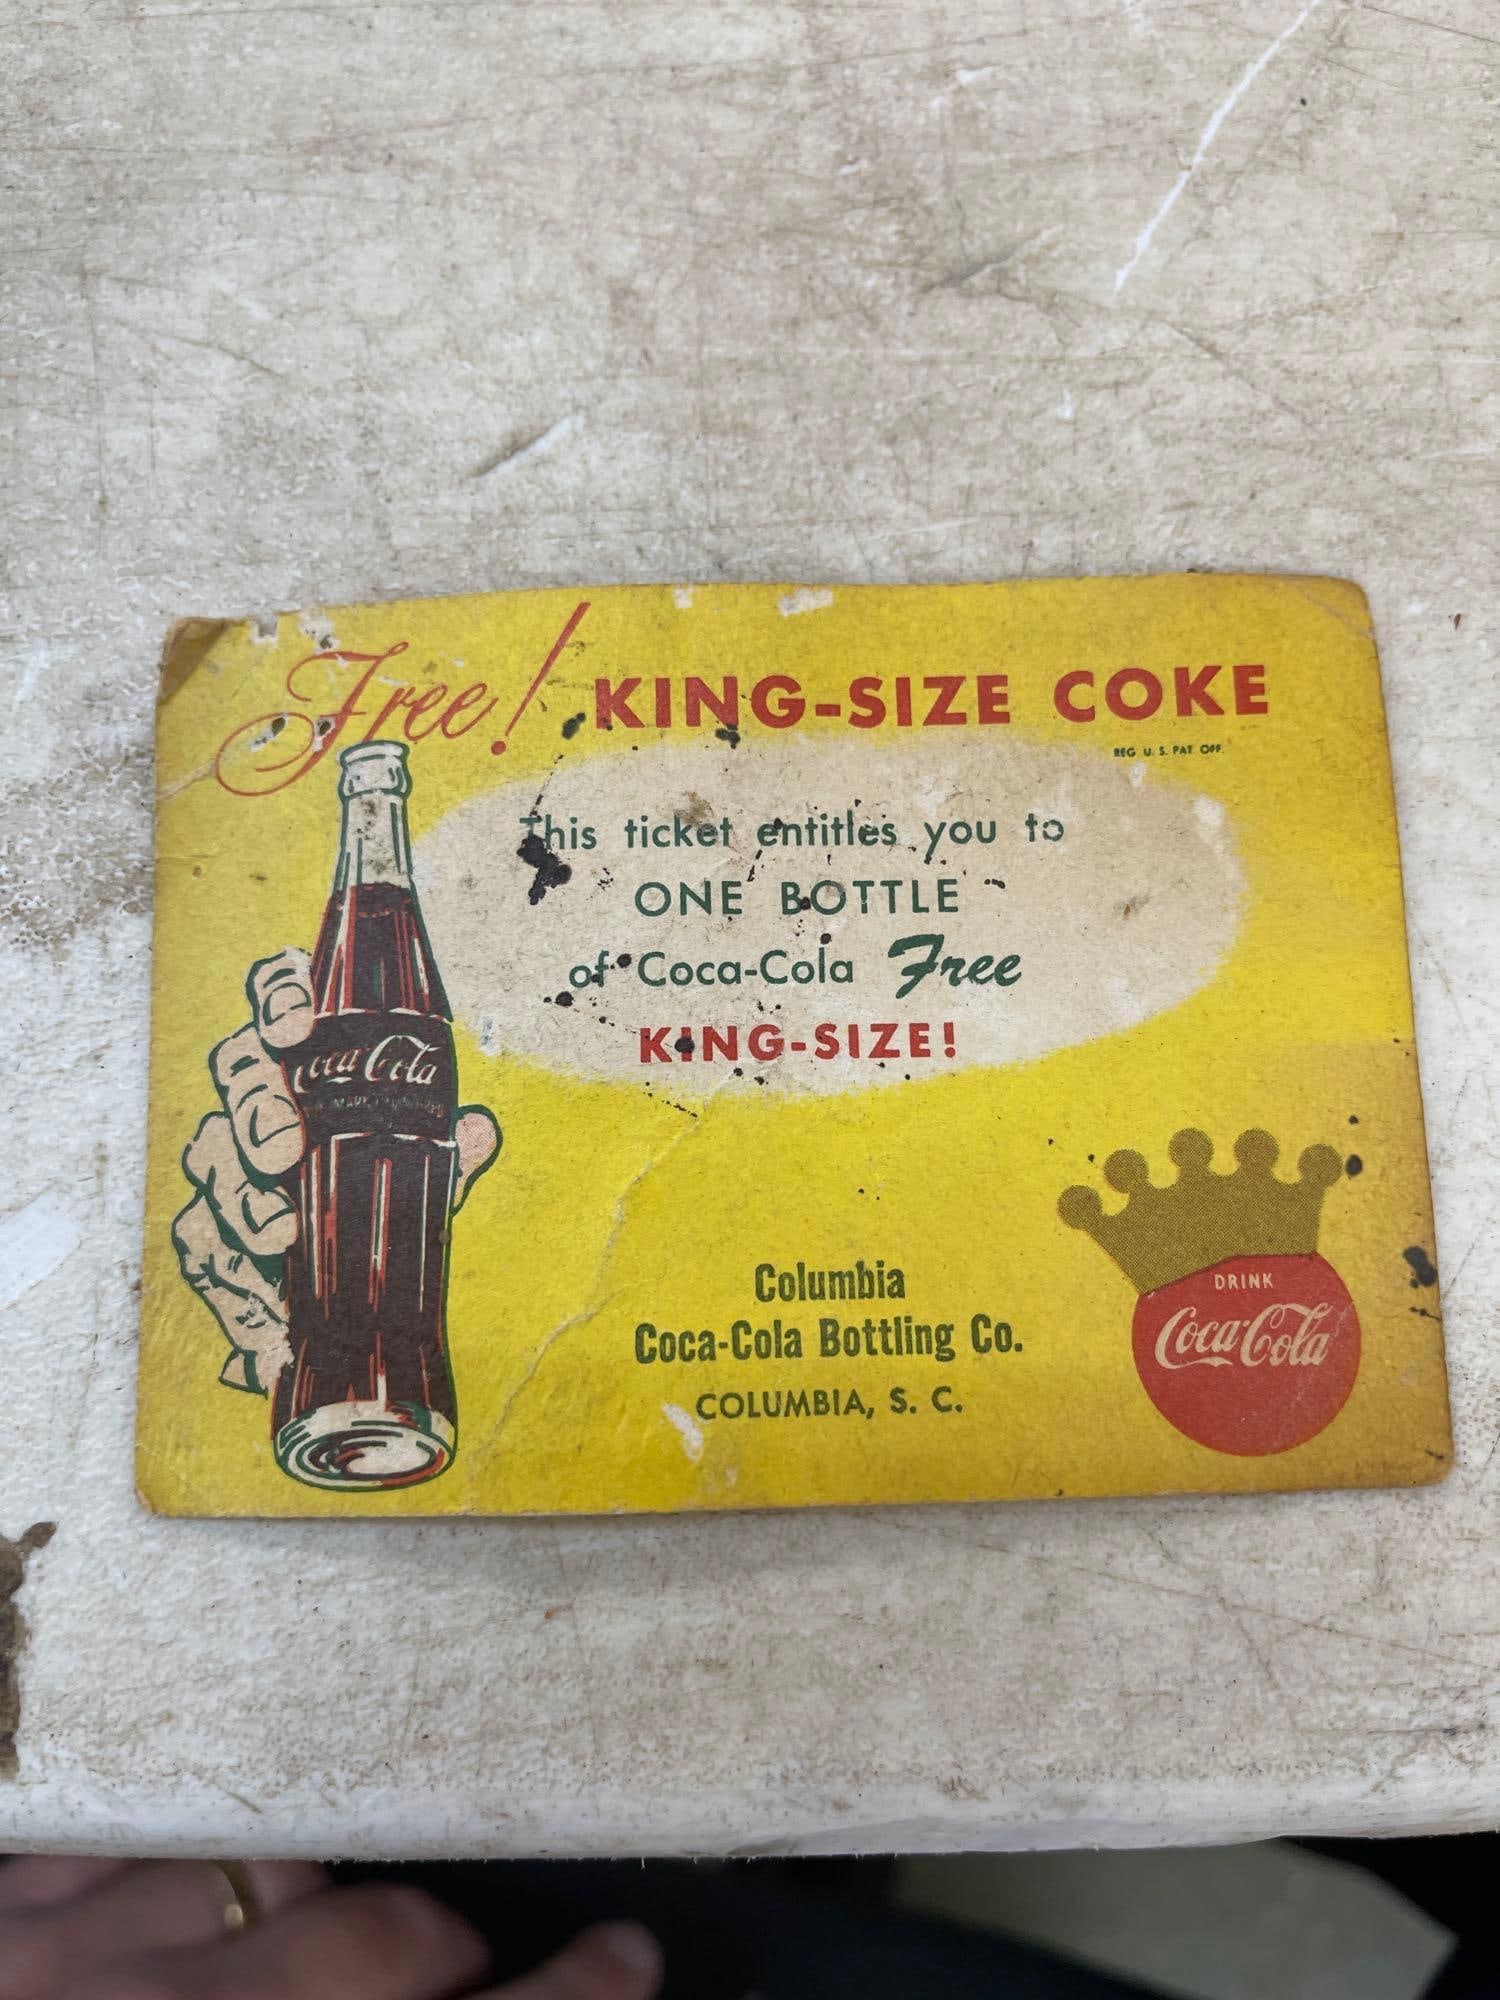 Free! KING-SIZE COKE
REG. U. S. PAT. OFF.
This ticket entitles you to
ONE BOTTLE
of Coca-Cola Free
KING-SIZE!
Coca-Cola
Columbia
Coca-Cola Bottling Co.
COLUMBIA, S. C.
DRINK
Coca-Cola